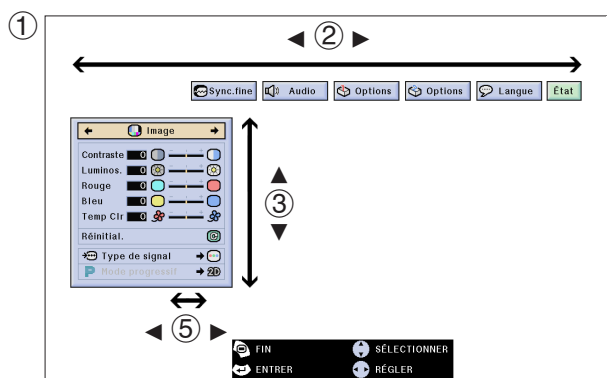 ①
◄ ② ►
Sync.fine Audio Options Options Langue État
Image
Contraste 0
Luminos. 0
Rouge 0
Bleu 0
Temp Clr 0
Réinitial.
Type de signal
P Mode progressif 2D
▲
③
▼
◄ ⑤ ►
FIN SÉLECTIONNER
ENTRER RÉGLER